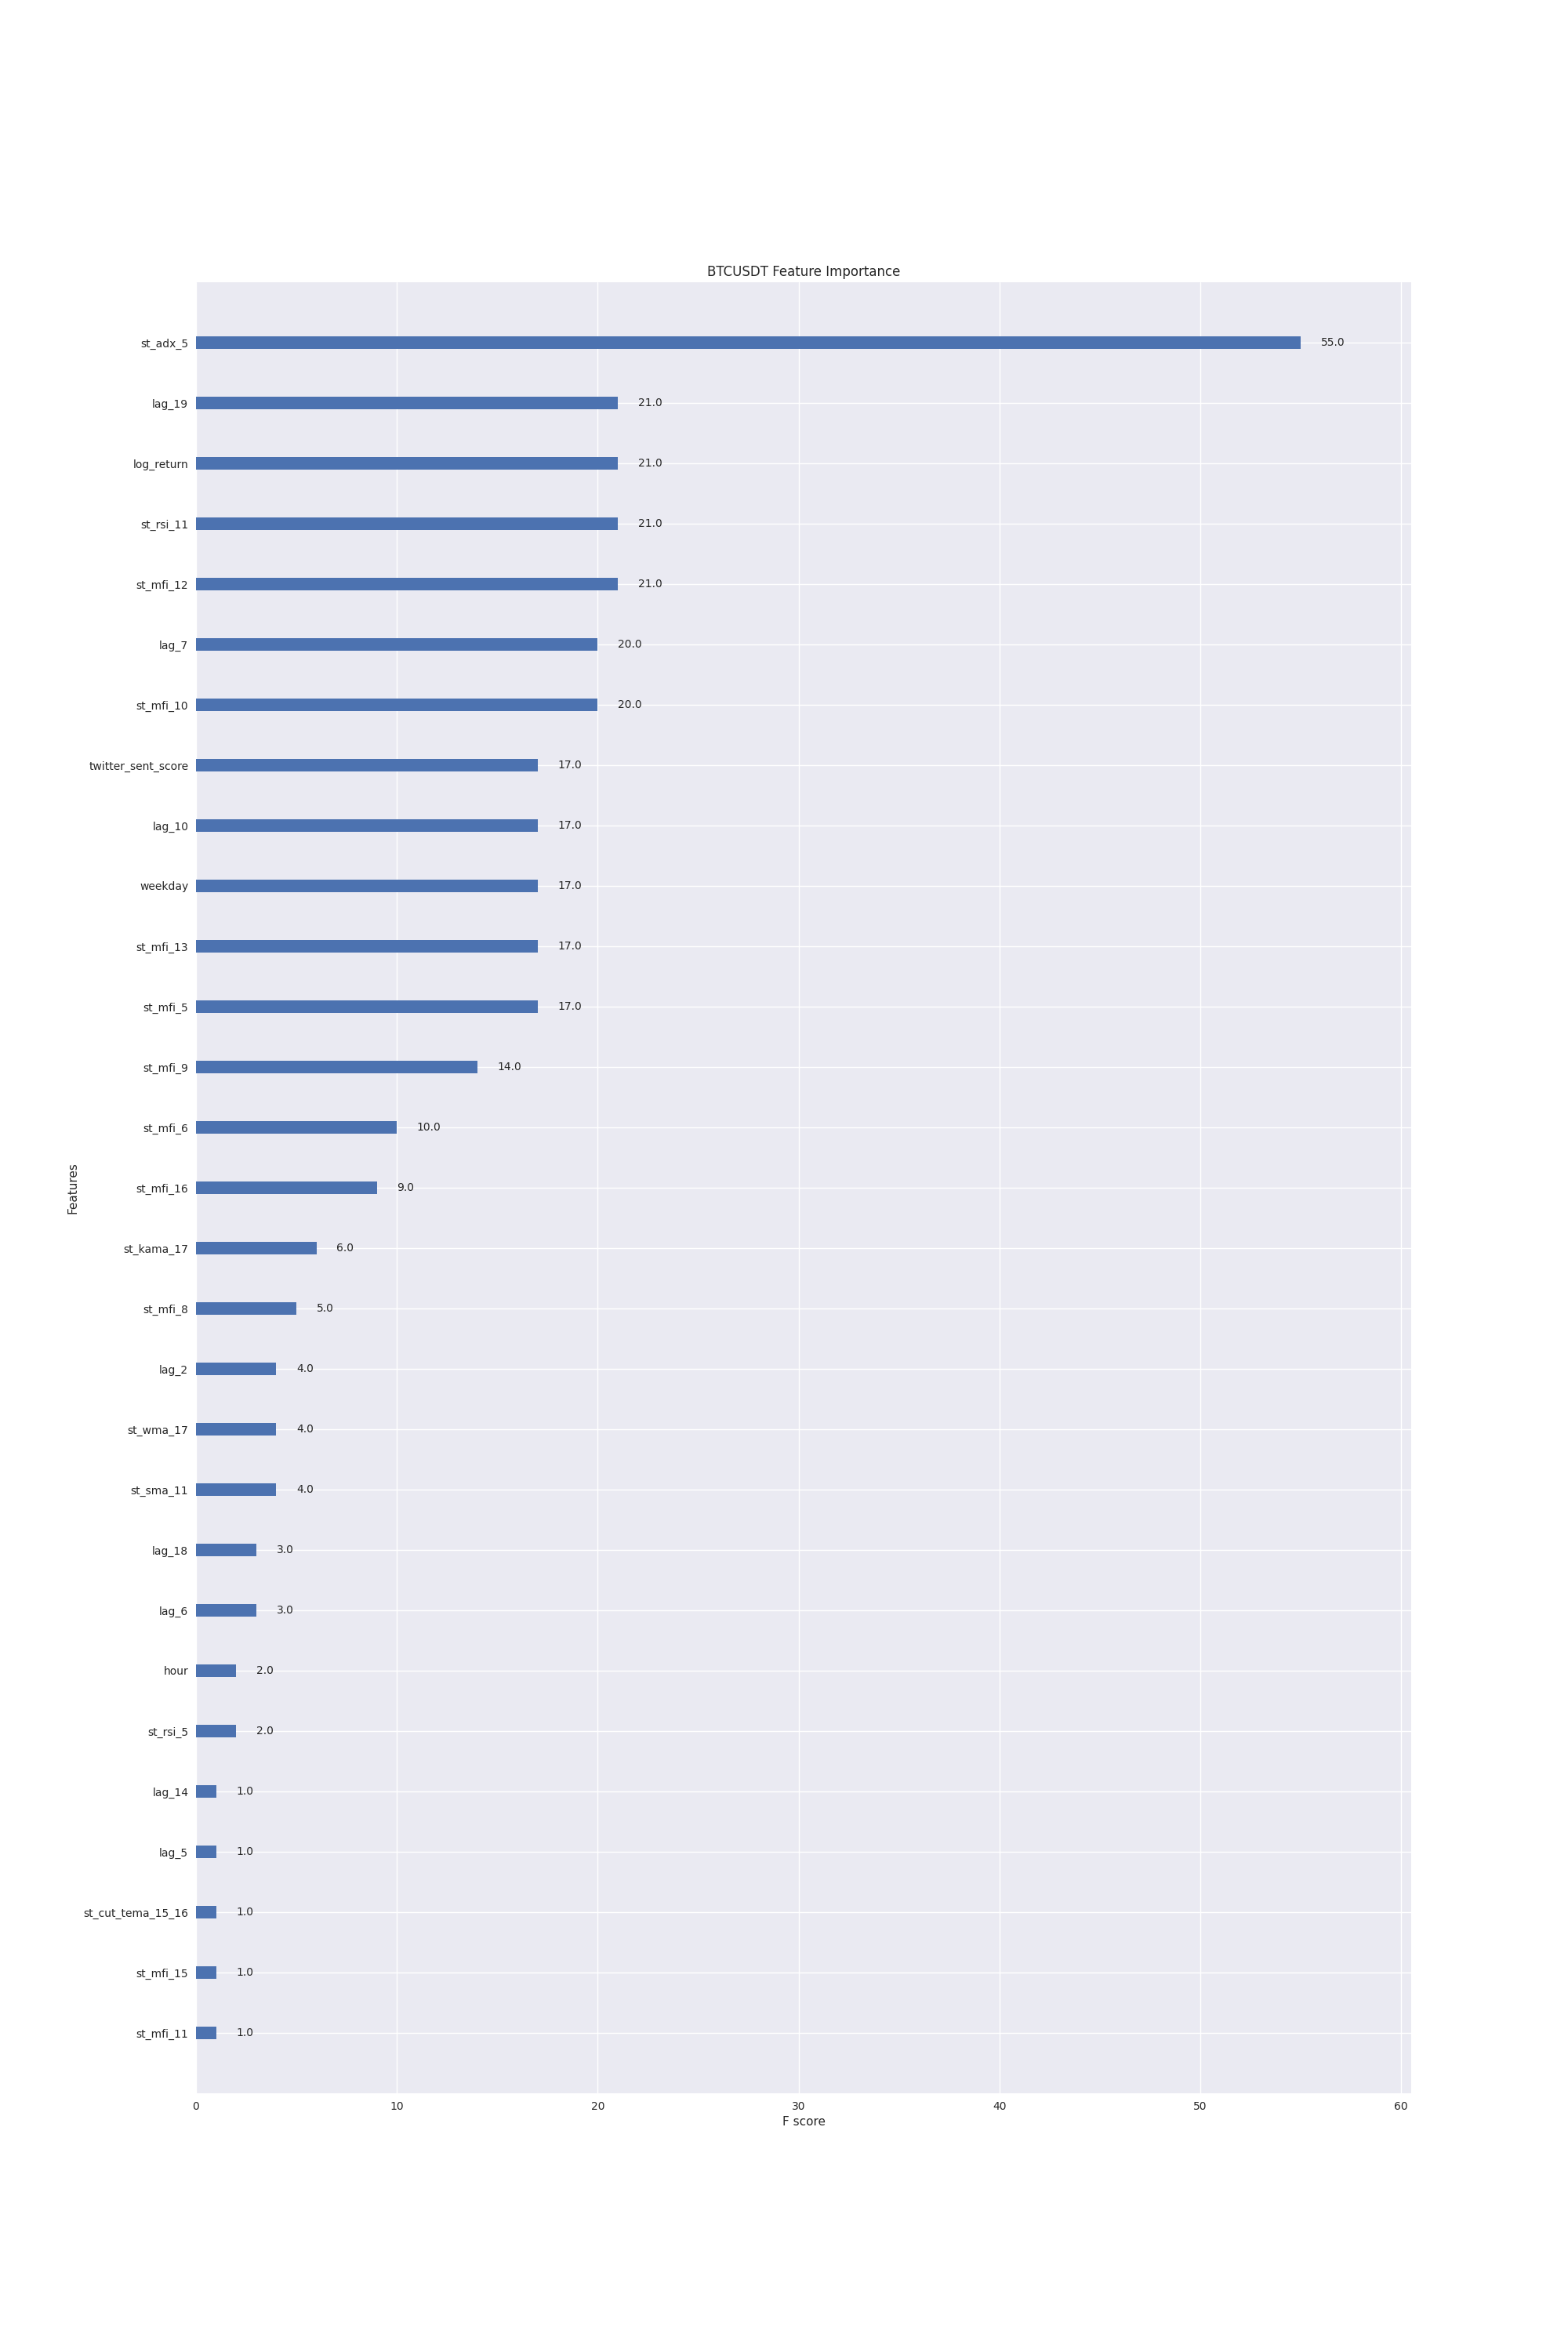 BTCUSDT Feature Importance
st_adx_5 55.0
lag_19 21.0
log_return 21.0
st_rsi_11 21.0
st_mfi_12 21.0
lag_7 20.0
st_mfi_10 20.0
twitter_sent_score 17.0
lag_10 17.0
weekday 17.0
st_mfi_13 17.0
st_mfi_5 17.0
st_mfi_9 14.0
st_mfi_6 10.0
st_mfi_16 9.0
Features
st_kama_17 6.0
st_mfi_8 5.0
lag_2 4.0
st_wma_17 4.0
st_sma_11 4.0
lag_18 3.0
lag_6 3.0
hour 2.0
st_rsi_5 2.0
lag_14 1.0
lag_5 1.0
st_cut_tema_15_16 1.0
st_mfi_15 1.0
st_mfi_11 1.0
0 10 20 30 40 50 60
F score